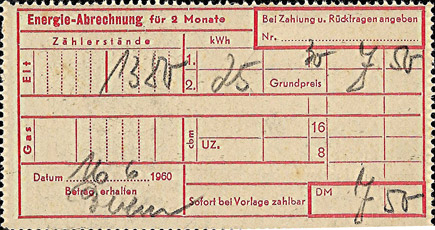 Energie-Abrechnung für 2 Monate
Bei Zahlung u. Rückfragen angeben
Nr.
Zählerstände kWh
Elt 1. 25 30 7 50
2. Grundpreis
Gas cbm UZ. 16
8
Datum 16. 6. 1960
Betrag erhalten
Sofort bei Vorlage zahlbar DM 7 50